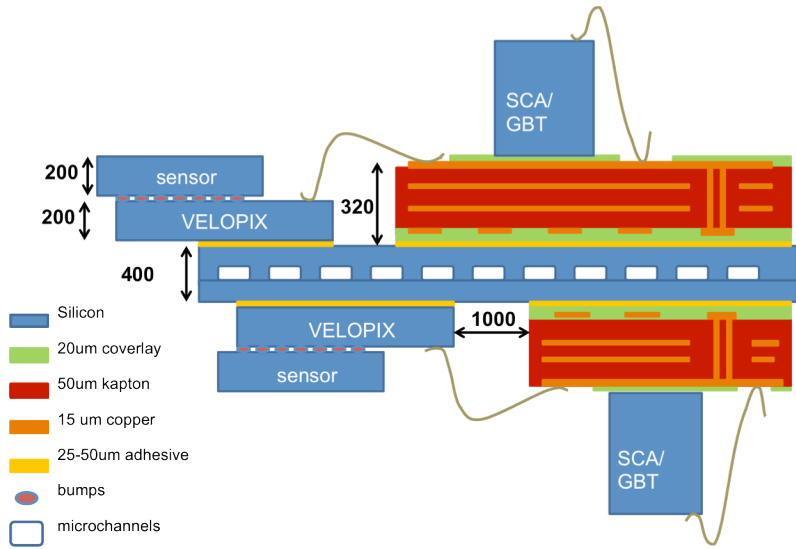 SCA/
GBT
200
sensor
200
VELOPIX
320
400
1000
VELOPIX
sensor
SCA/
GBT
Silicon
20um coverlay
50um kapton
15 um copper
25-50um adhesive
bumps
microchannels